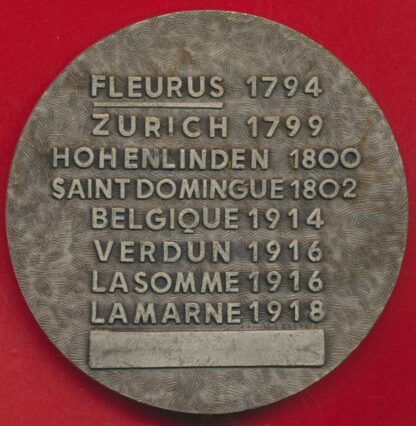 FLEURUS 1794
ZURICH 1799
HOHENLINDEN 1800
SAINT DOMINGUE 1802
BELGIQUE 1914
VERDUN 1916
LA SOMME 1916
LA MARNE 1918